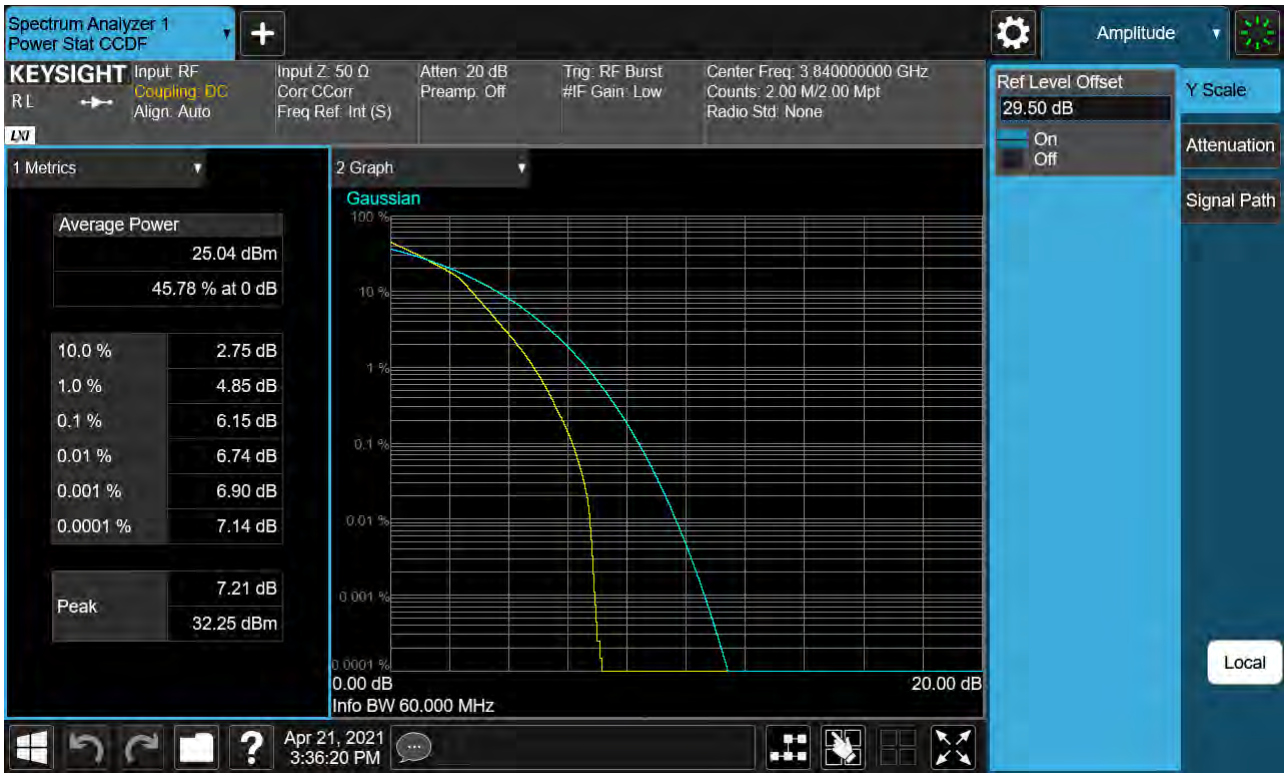 Spectrum Analyzer 1
Power Stat CCDF
Amplitude
KEYSIGHT
RL
LXI
Input: RF
Coupling: DC
Align: Auto
Input Z: 50 Ω
Corr CCorr
Freq Ref: Int (S)
Atten: 20 dB
Preamp: Off
Trig: RF Burst
#IF Gain: Low
Center Freq: 3.840000000 GHz
Counts: 2.00 M/2.00 Mpt
Radio Std: None
Ref Level Offset
29.50 dB
On
Off
Y Scale
Attenuation
Signal Path
Local
1 Metrics
Average Power
25.04 dBm
45.78 % at 0 dB
10.0 % 2.75 dB
1.0 % 4.85 dB
0.1 % 6.15 dB
0.01 % 6.74 dB
0.001 % 6.90 dB
0.0001 % 7.14 dB
Peak
7.21 dB
32.25 dBm
2 Graph
Gaussian
100 %
10 %
1 %
0.1 %
0.01 %
0.001 %
0.0001 %
0.00 dB
20.00 dB
Info BW 60.000 MHz
?
Apr 21, 2021
3:36:20 PM